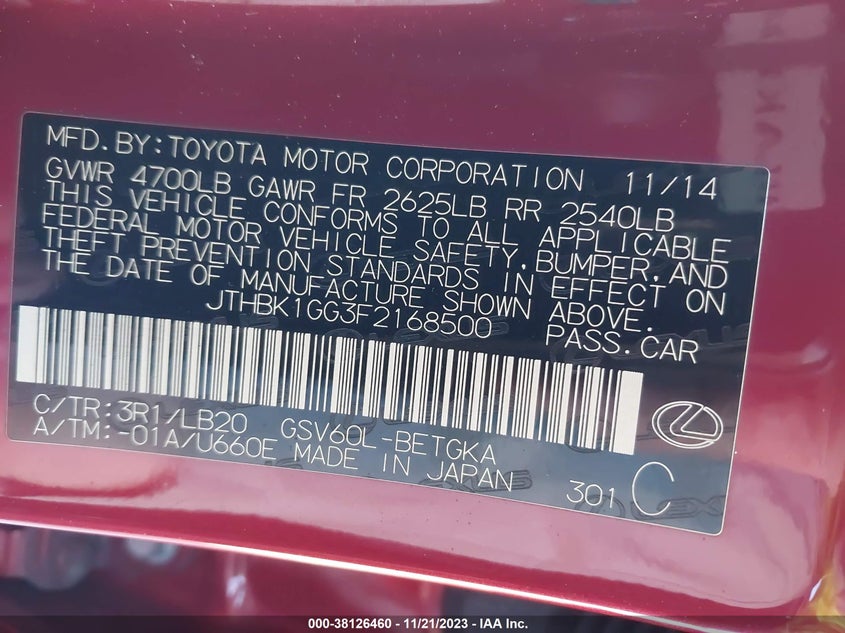 MFD.BY:TOYOTA MOTOR CORPORATION 11/14
GVWR 4700LB GAWR FR 2625LB RR 2540LB
THIS VEHICLE CONFORMS TO ALL APPLICABLE
FEDERAL MOTOR VEHICLE SAFETY,BUMPER,AND
THEFT PREVENTION STANDARDS IN EFFECT ON
THE DATE OF MANUFACTURE SHOWN ABOVE.
JTHBK1GG3F2168500 PASS.CAR
C/TR:3R1/LB20 GSV60L-BETGKA
A/TM:-01A/U660E MADE IN JAPAN 301 C
000-38126460 - 11/21/2023 - IAA Inc.